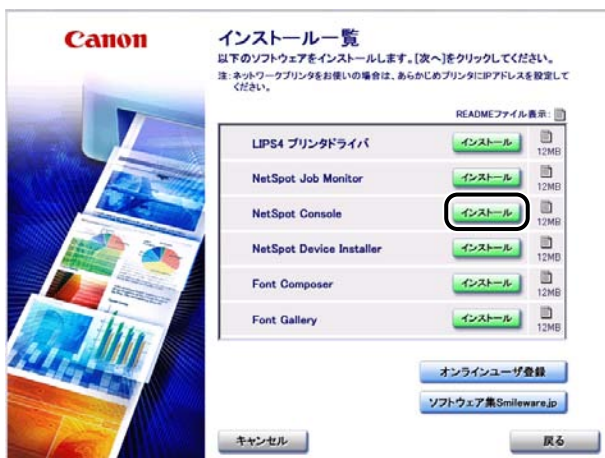 Canon
インストール一覧
以下のソフトウェアをインストールします。[次へ]をクリックしてください。
注:ネットワークプリンタをお使いの場合は、あらかじめプリンタにIPアドレスを設定して
ください。
READMEファイル表示:
LIPS4 プリンタドライバ インストール 12MB
NetSpot Job Monitor インストール 12MB
NetSpot Console インストール 12MB
NetSpot Device Installer インストール 12MB
Font Composer インストール 12MB
Font Gallery インストール 12MB
オンラインユーザ登録
ソフトウェア集Smileware.jp
キャンセル 戻る